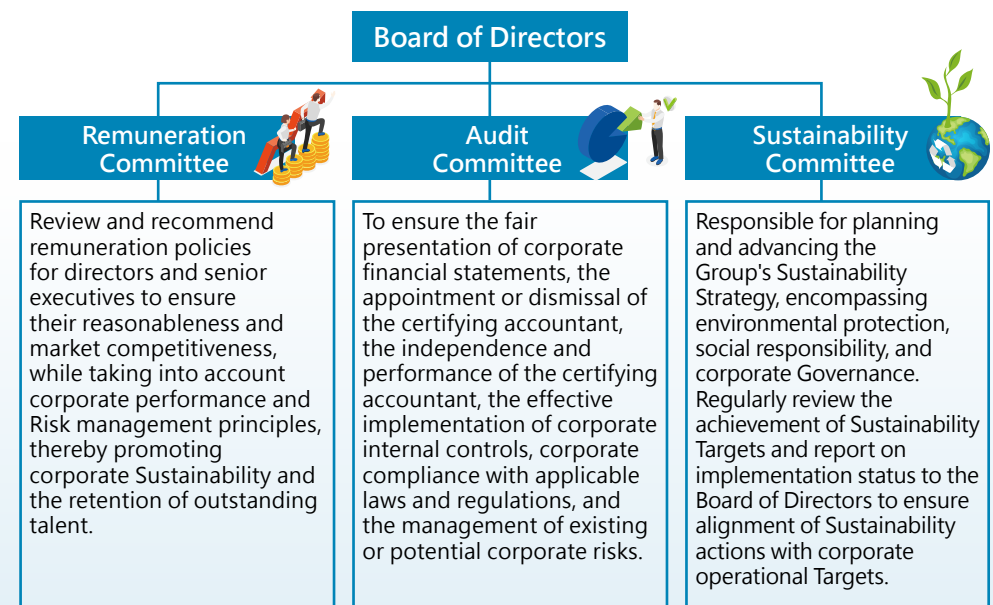 Board of Directors
Remuneration
Committee
Audit
Committee
Sustainability
Committee
Review and recommend
remuneration policies
for directors and senior
executives to ensure
their reasonableness and
market competitiveness,
while taking into account
corporate performance and
Risk management principles,
thereby promoting
corporate Sustainability and
the retention of outstanding
talent.
To ensure the fair
presentation of corporate
financial statements, the
appointment or dismissal of
the certifying accountant,
the independence and
performance of the certifying
accountant, the effective
implementation of corporate
internal controls, corporate
compliance with applicable
laws and regulations, and
the management of existing
or potential corporate risks.
Responsible for planning
and advancing the
Group's Sustainability
Strategy, encompassing
environmental protection,
social responsibility, and
corporate Governance.
Regularly review the
achievement of Sustainability
Targets and report on
implementation status to the
Board of Directors to ensure
alignment of Sustainability
actions with corporate
operational Targets.